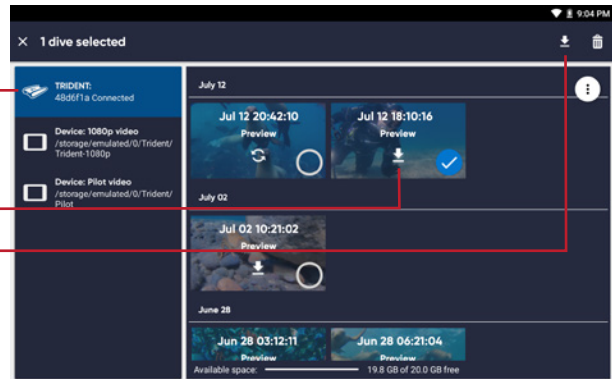 9:04 PM
× 1 dive selected
TRIDENT:
48d6f1a Connected
Device: 1080p video
/storage/emulated/0/Trident/
Trident-1080p
Device: Pilot video
/storage/emulated/0/Trident/
Pilot
July 12
Jul 12 20:42:10
Preview
Jul 12 18:10:16
Preview
July 02
Jul 02 10:21:02
Preview
June 28
Jun 28 03:12:11
Preview
Jun 28 06:21:04
Preview
Available space:
19.8 GB of 20.0 GB free